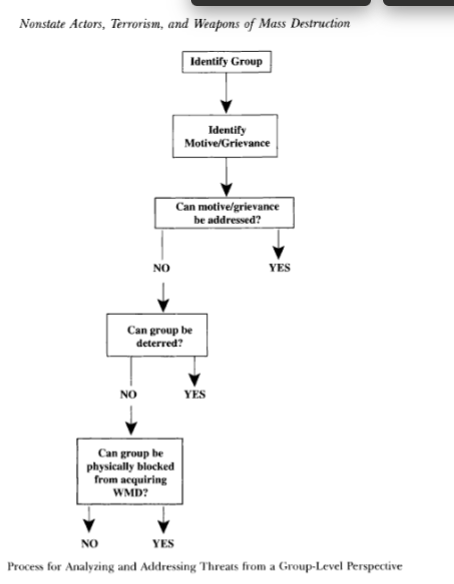 Nonstate Actors, Terrorism, and Weapons of Mass Destruction
Identify Group
Identify
Motive/Grievance
Can motive/grievance
be addressed?
NO
YES
Can group be
deterred?
NO
YES
Can group be
physically blocked
from acquiring
WMD?
NO
YES
Process for Analyzing and Addressing Threats from a Group-Level Perspective